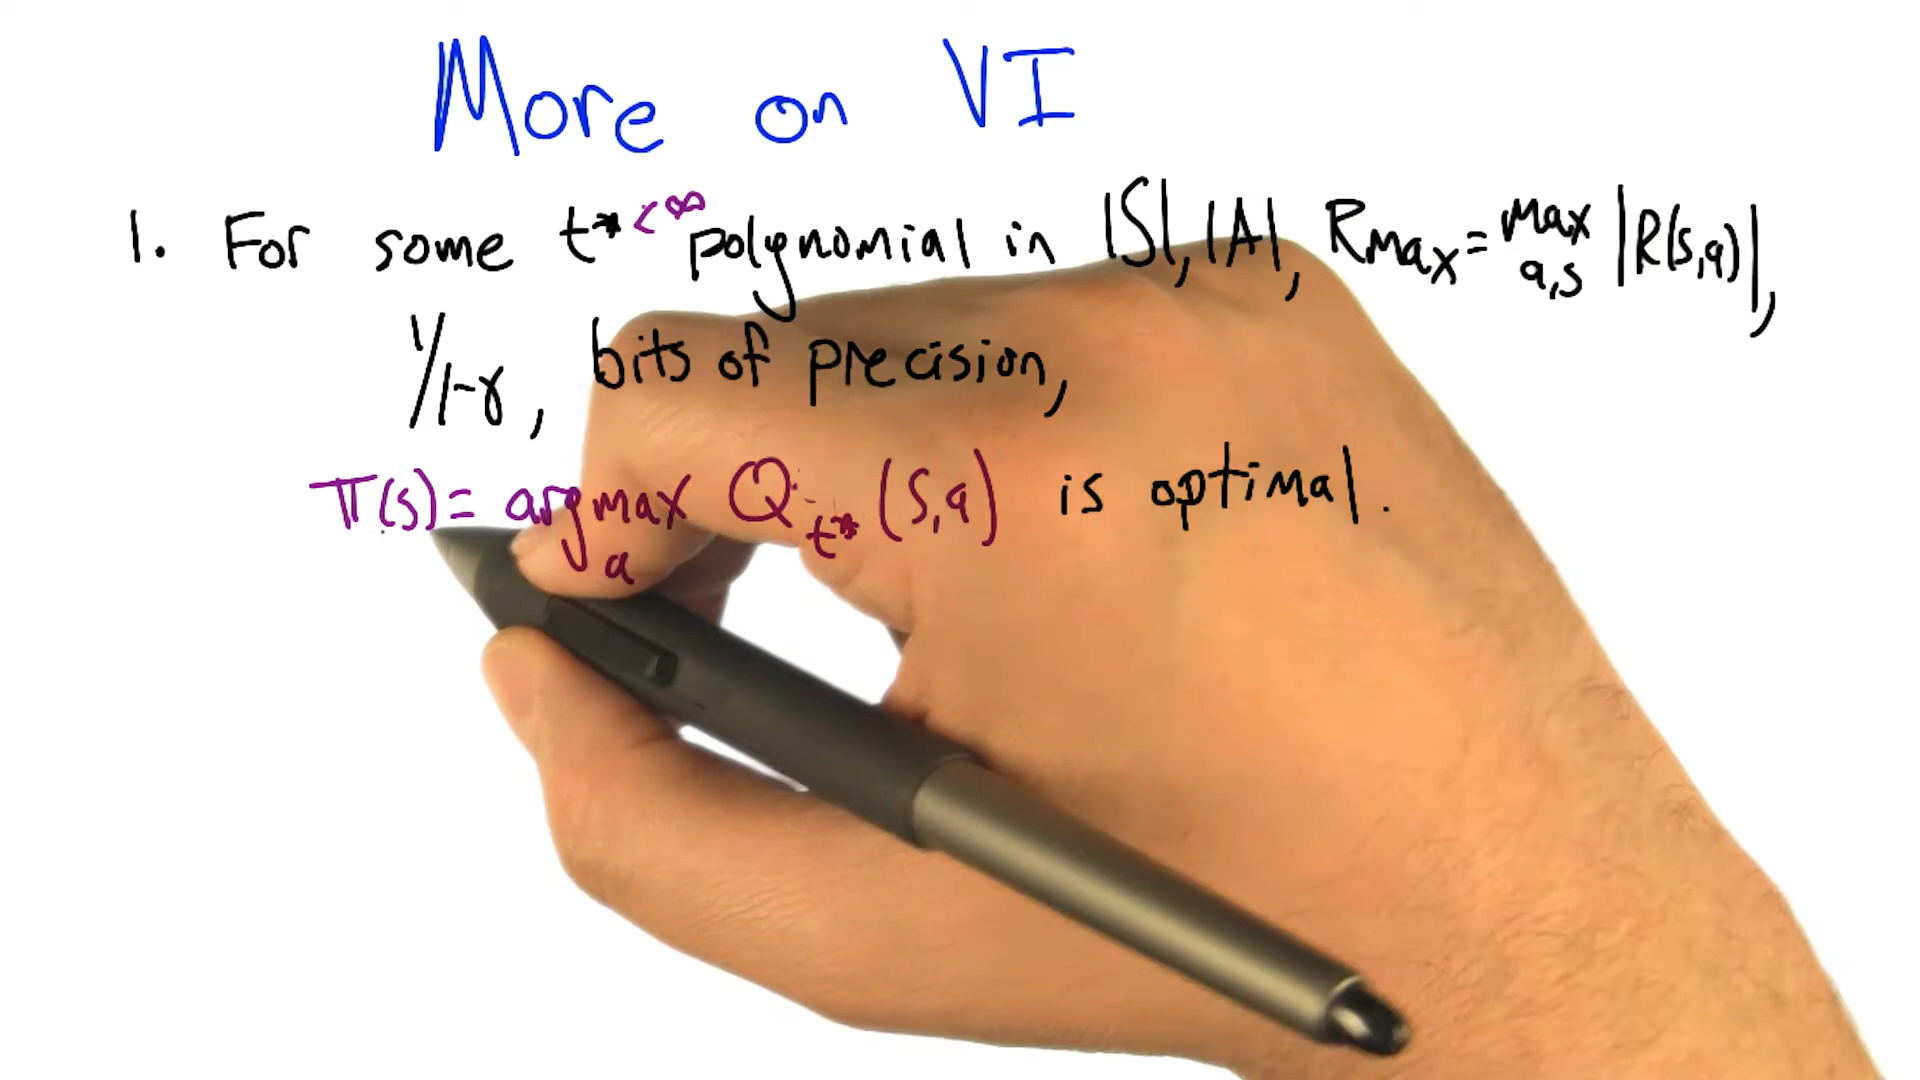 More on VI
1. For some t* <∞ polynomial in |S|, |A|, Rmax = max a,s |R(s,a)|,
1/1-γ, bits of precision,
π(s) = argmax a Q t* (s,a) is optimal.